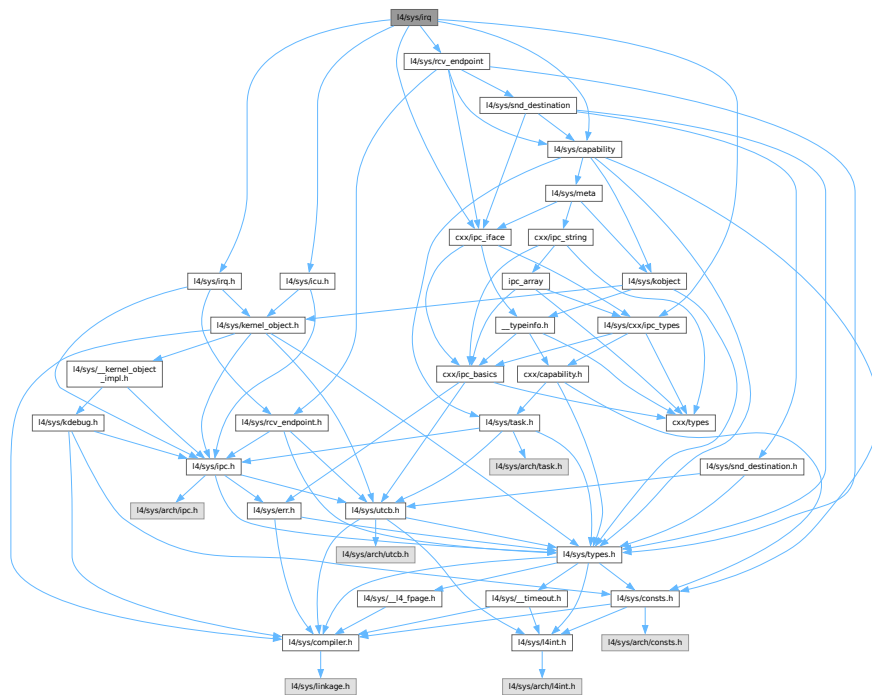 l4/sys/irq
l4/sys/rcv_endpoint
l4/sys/snd_destination
l4/sys/capability
l4/sys/meta
cxx/ipc_iface
cxx/ipc_string
l4/sys/irq.h
l4/sys/icu.h
ipc_array
l4/sys/kobject
l4/sys/kernel_object.h
__typeinfo.h
l4/sys/cxx/ipc_types
l4/sys/__kernel_object
_impl.h
cxx/ipc_basics
cxx/capability.h
l4/sys/kdebug.h
l4/sys/rcv_endpoint.h
l4/sys/task.h
cxx/types
l4/sys/ipc.h
l4/sys/arch/task.h
l4/sys/snd_destination.h
l4/sys/arch/ipc.h
l4/sys/err.h
l4/sys/utcb.h
l4/sys/arch/utcb.h
l4/sys/types.h
l4/sys/__l4_fpage.h
l4/sys/__timeout.h
l4/sys/consts.h
l4/sys/compiler.h
l4/sys/l4int.h
l4/sys/arch/consts.h
l4/sys/linkage.h
l4/sys/arch/l4int.h